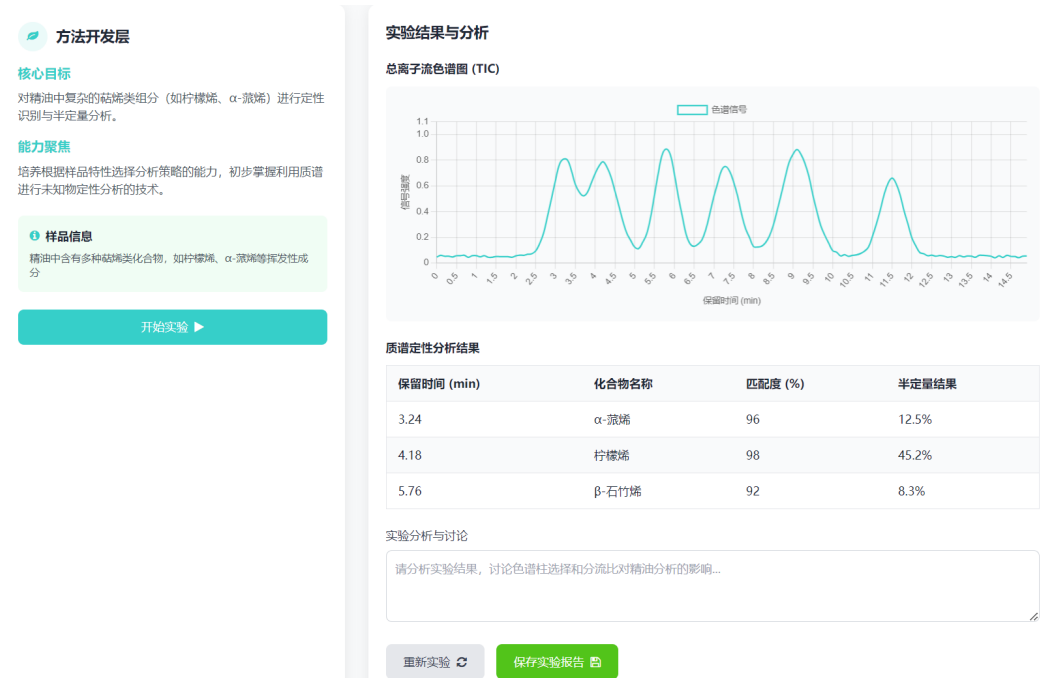 方法开发层
核心目标
对精油中复杂的萜烯类组分（如柠檬烯、α-蒎烯）进行定性
识别与半定量分析。
能力聚焦
培养根据样品特性选择分析策略的能力，初步掌握利用质谱
进行未知物定性分析的技术。
样品信息
精油中含有多种萜烯类化合物，如柠檬烯、α-蒎烯等挥发性成
分
开始实验
实验结果与分析
总离子流色谱图 (TIC)
色谱信号
1.1
1.0
0.8
0.6
0.4
0.2
0
信号强度
0 0.5 1 1.5 2 2.5 3 3.5 4 4.5 5 5.5 6 6.5 7 7.5 8 8.5 9 9.5 10 10.5 11 11.5 12 12.5 13 13.5 14 14.5
保留时间 (min)
质谱定性分析结果
保留时间 (min) 化合物名称 匹配度 (%) 半定量结果
3.24 α-蒎烯 96 12.5%
4.18 柠檬烯 98 45.2%
5.76 β-石竹烯 92 8.3%
实验分析与讨论
请分析实验结果，讨论色谱柱选择和分流比对精油分析的影响...
重新实验 保存实验报告